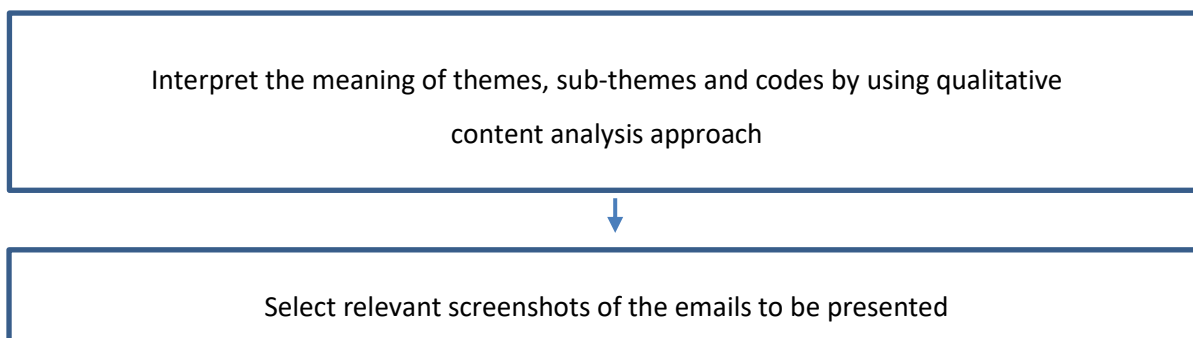 Interpret the meaning of themes, sub-themes and codes by using qualitative
content analysis approach
Select relevant screenshots of the emails to be presented